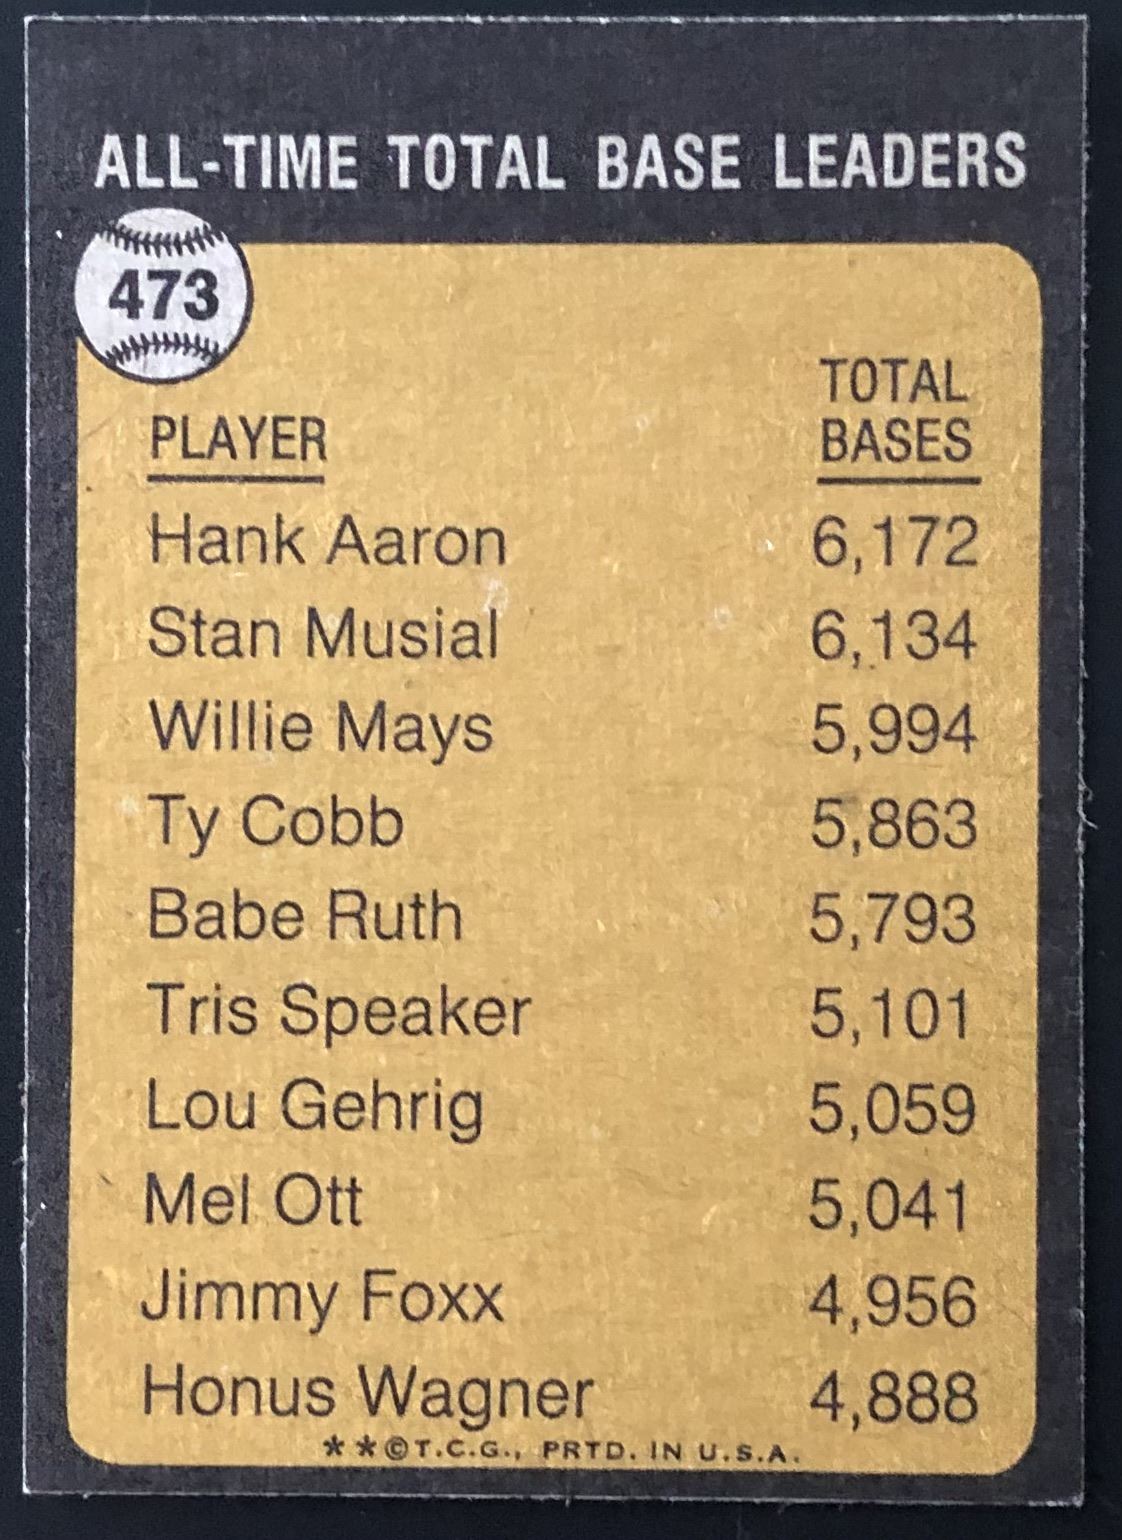 ALL-TIME TOTAL BASE LEADERS
473
PLAYER TOTAL BASES
Hank Aaron 6,172
Stan Musial 6,134
Willie Mays 5,994
Ty Cobb 5,863
Babe Ruth 5,793
Tris Speaker 5,101
Lou Gehrig 5,059
Mel Ott 5,041
Jimmy Foxx 4,956
Honus Wagner 4,888
**©T.C.G., PRTD. IN U.S.A.